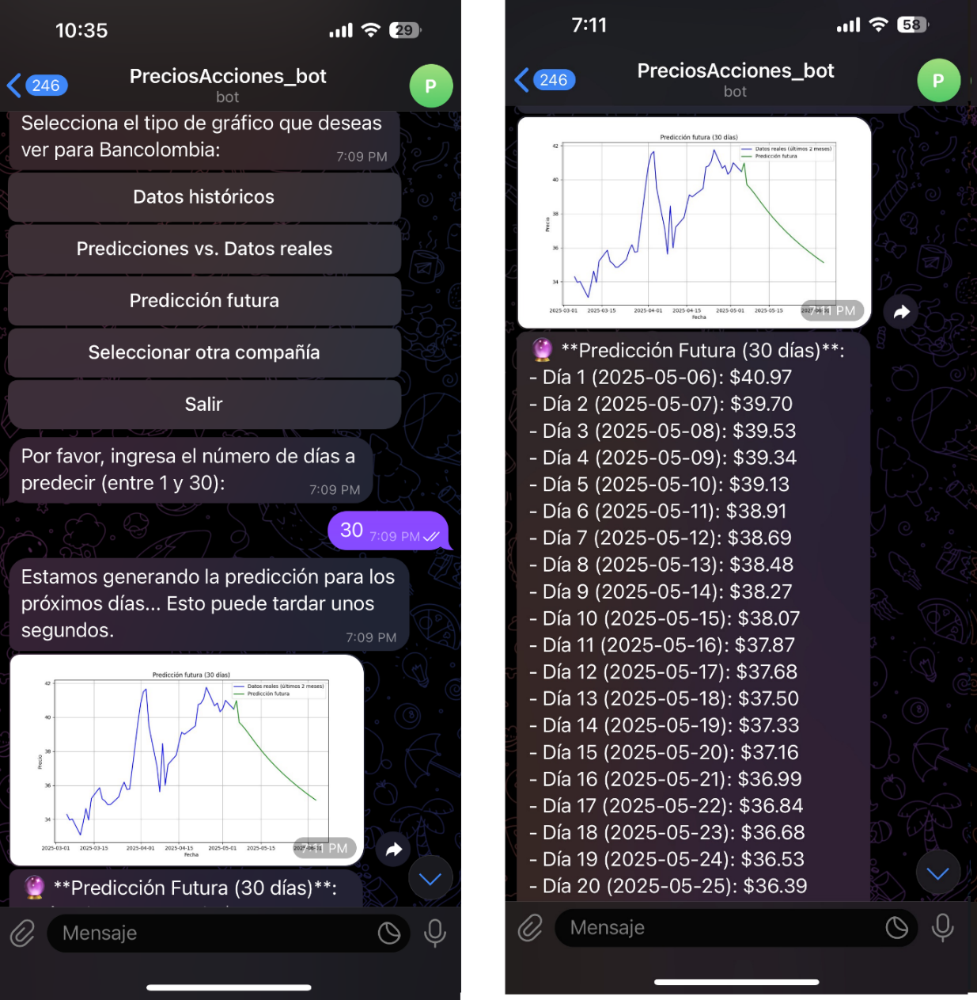 10:35
29
246
PreciosAcciones_bot
bot
P
Selecciona el tipo de gráfico que deseas
ver para Bancolombia:
7:09 PM
Datos históricos
Predicciones vs. Datos reales
Predicción futura
Seleccionar otra compañía
Salir
Por favor, ingresa el número de días a
predecir (entre 1 y 30):
7:09 PM
30
7:09 PM
Estamos generando la predicción para los
próximos días... Esto puede tardar unos
segundos.
7:09 PM
Predicción futura (30 días)
Datos reales (últimos 2 meses)
Predicción futura
42
40
38
36
34
Precio
2025-03-01 2025-03-15 2025-04-01 2025-04-15 2025-05-01 2025-05-15
Fecha
7:11 PM
**Predicción Futura (30 días)**:
Mensaje
7:11
58
246
PreciosAcciones_bot
bot
P
Predicción futura (30 días)
Datos reales (últimos 2 meses)
Predicción futura
42
40
38
36
34
Precio
2025-03-01 2025-03-15 2025-04-01 2025-04-15 2025-05-01 2025-05-15
Fecha
7:11 PM
**Predicción Futura (30 días)**:
- Día 1 (2025-05-06): $40.97
- Día 2 (2025-05-07): $39.70
- Día 3 (2025-05-08): $39.53
- Día 4 (2025-05-09): $39.34
- Día 5 (2025-05-10): $39.13
- Día 6 (2025-05-11): $38.91
- Día 7 (2025-05-12): $38.69
- Día 8 (2025-05-13): $38.48
- Día 9 (2025-05-14): $38.27
- Día 10 (2025-05-15): $38.07
- Día 11 (2025-05-16): $37.87
- Día 12 (2025-05-17): $37.68
- Día 13 (2025-05-18): $37.50
- Día 14 (2025-05-19): $37.33
- Día 15 (2025-05-20): $37.16
- Día 16 (2025-05-21): $36.99
- Día 17 (2025-05-22): $36.84
- Día 18 (2025-05-23): $36.68
- Día 19 (2025-05-24): $36.53
- Día 20 (2025-05-25): $36.39
Mensaje